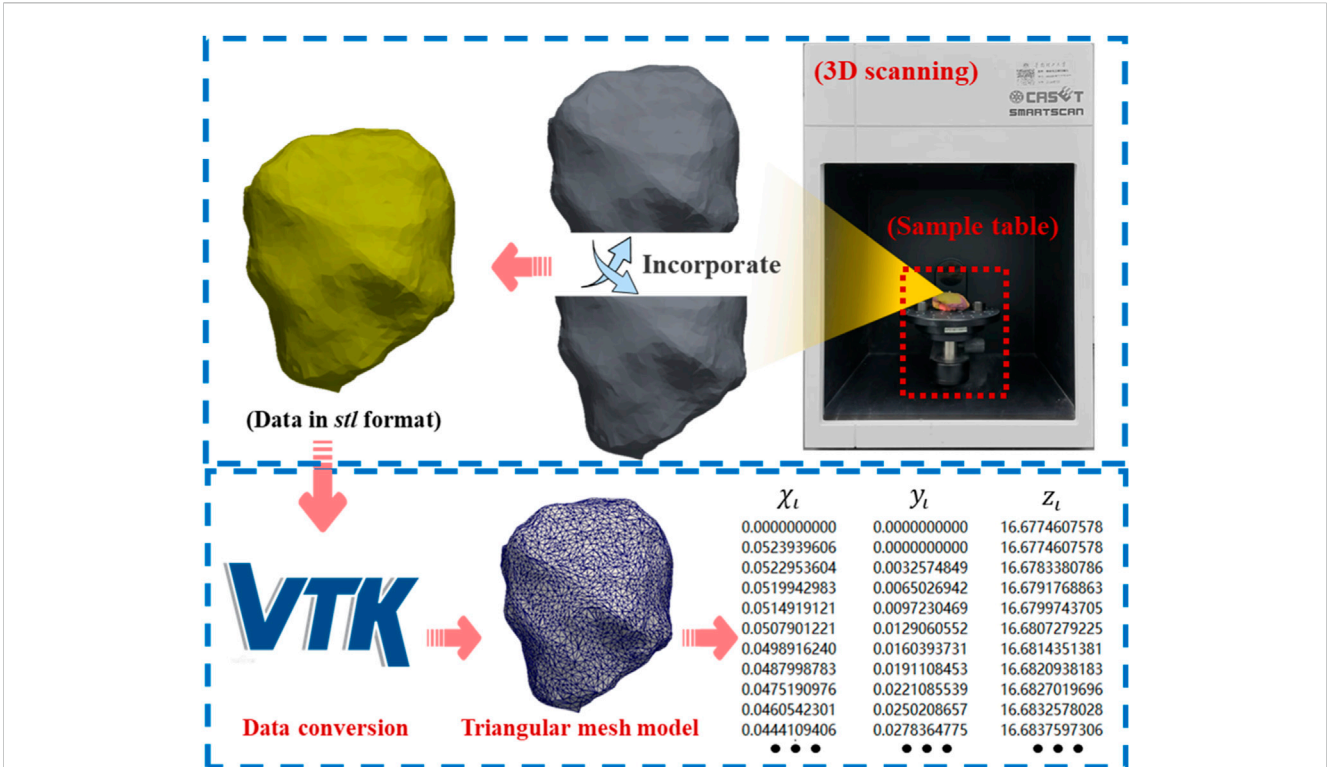 (3D scanning)
CASET
SMARTSCAN
(Sample table)
Incorporate
(Data in stl format)
VTK
Data conversion
Triangular mesh model
χι yι zι
0.0000000000 0.0000000000 16.6774607578
0.0523939606 0.0000000000 16.6774607578
0.0522953604 0.0032574849 16.6783380786
0.0519942983 0.0065026942 16.6791768863
0.0514919121 0.0097230469 16.6799743705
0.0507901221 0.0129060552 16.6807279225
0.0498916240 0.0160393731 16.6814351381
0.0487998783 0.0191108453 16.6820938183
0.0475190976 0.0221085539 16.6827019696
0.0460542301 0.0250208657 16.6832578028
0.0444109406 0.0278364775 16.6837597306